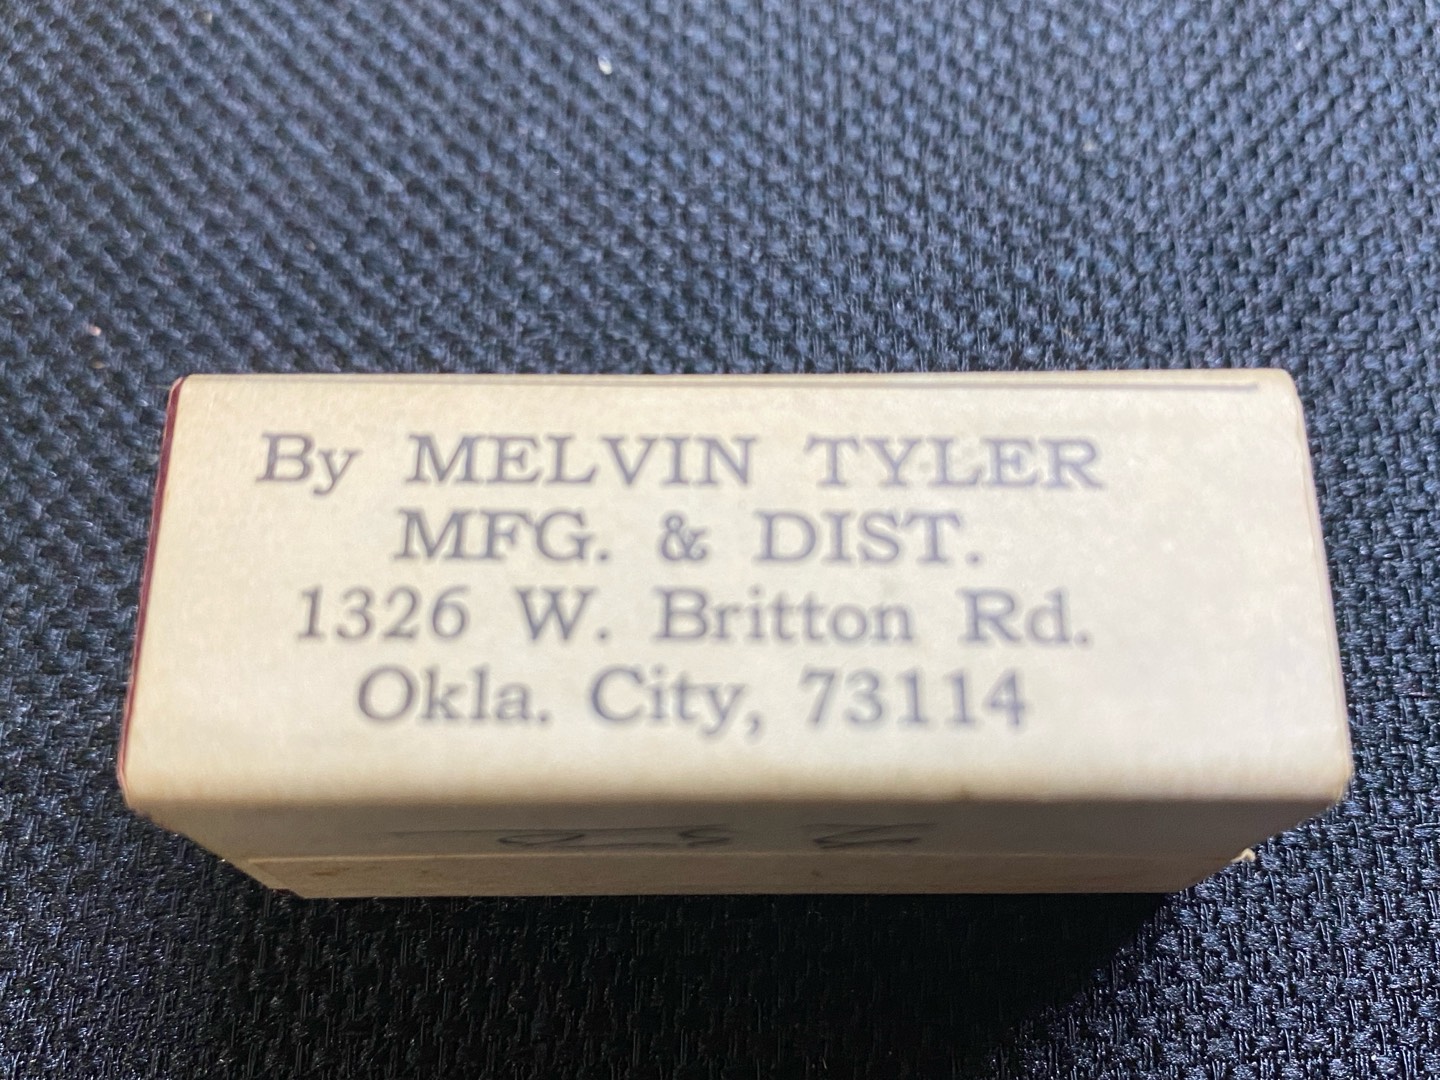 By MELVIN TYLER
MFG. & DIST.
1326 W. Britton Rd.
Okla. City, 73114